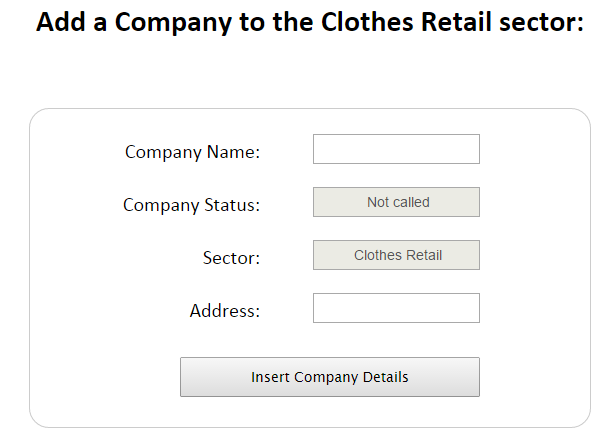 Add a Company to the Clothes Retail sector:
Company Name:
Company Status: Not called
Sector: Clothes Retail
Address:
Insert Company Details